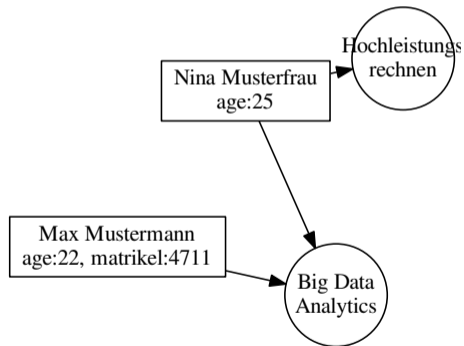 Hochleistungs
rechnen
Nina Musterfrau
age:25
Max Mustermann
age:22, matrikel:4711
Big Data
Analytics